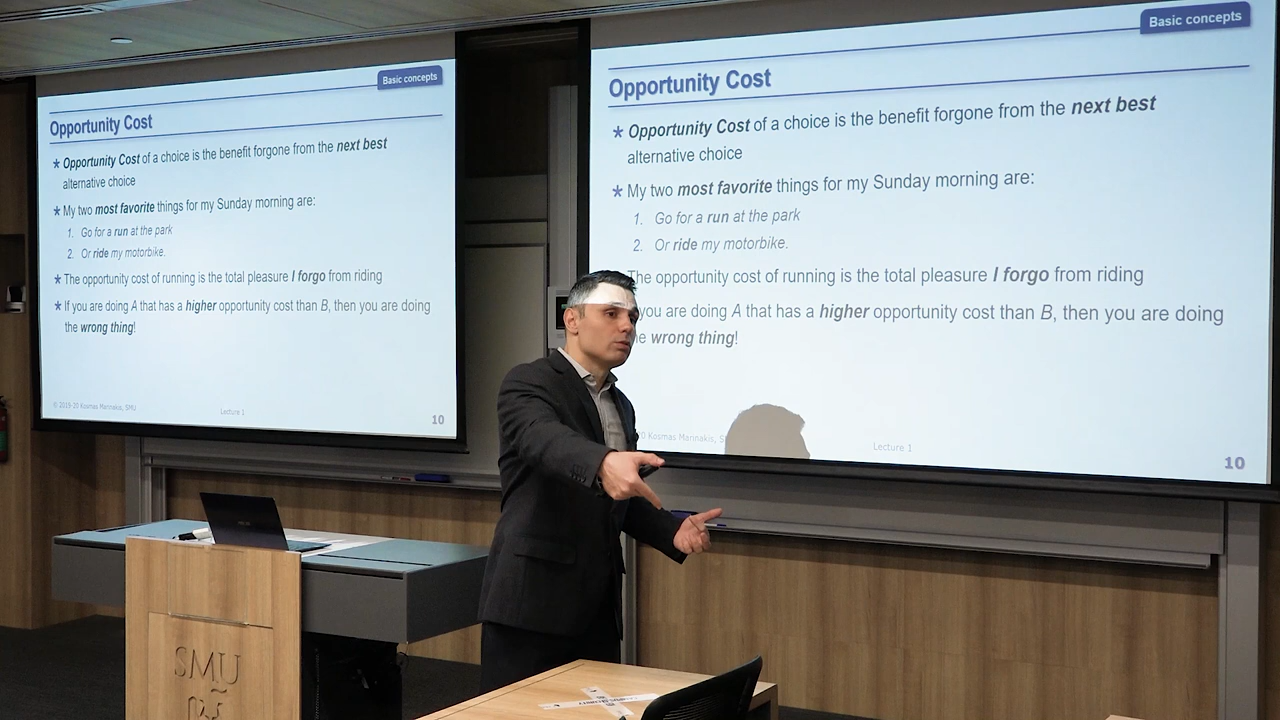 Basic concepts
Opportunity Cost
* Opportunity Cost of a choice is the benefit forgone from the next best
alternative choice
* My two most favorite things for my Sunday morning are:
1. Go for a run at the park
2. Or ride my motorbike.
* The opportunity cost of running is the total pleasure I forgo from riding
* If you are doing A that has a higher opportunity cost than B, then you are doing
the wrong thing!
© 2019-20 Kosmas Marinakis, SMU
Lecture 1
10
Basic concepts
Opportunity Cost
* Opportunity Cost of a choice is the benefit forgone from the next best
alternative choice
* My two most favorite things for my Sunday morning are:
1. Go for a run at the park
2. Or ride my motorbike.
The opportunity cost of running is the total pleasure I forgo from riding
you are doing A that has a higher opportunity cost than B, then you are doing
wrong thing!
Kosmas Marinakis,
Lecture 1
10
SMU